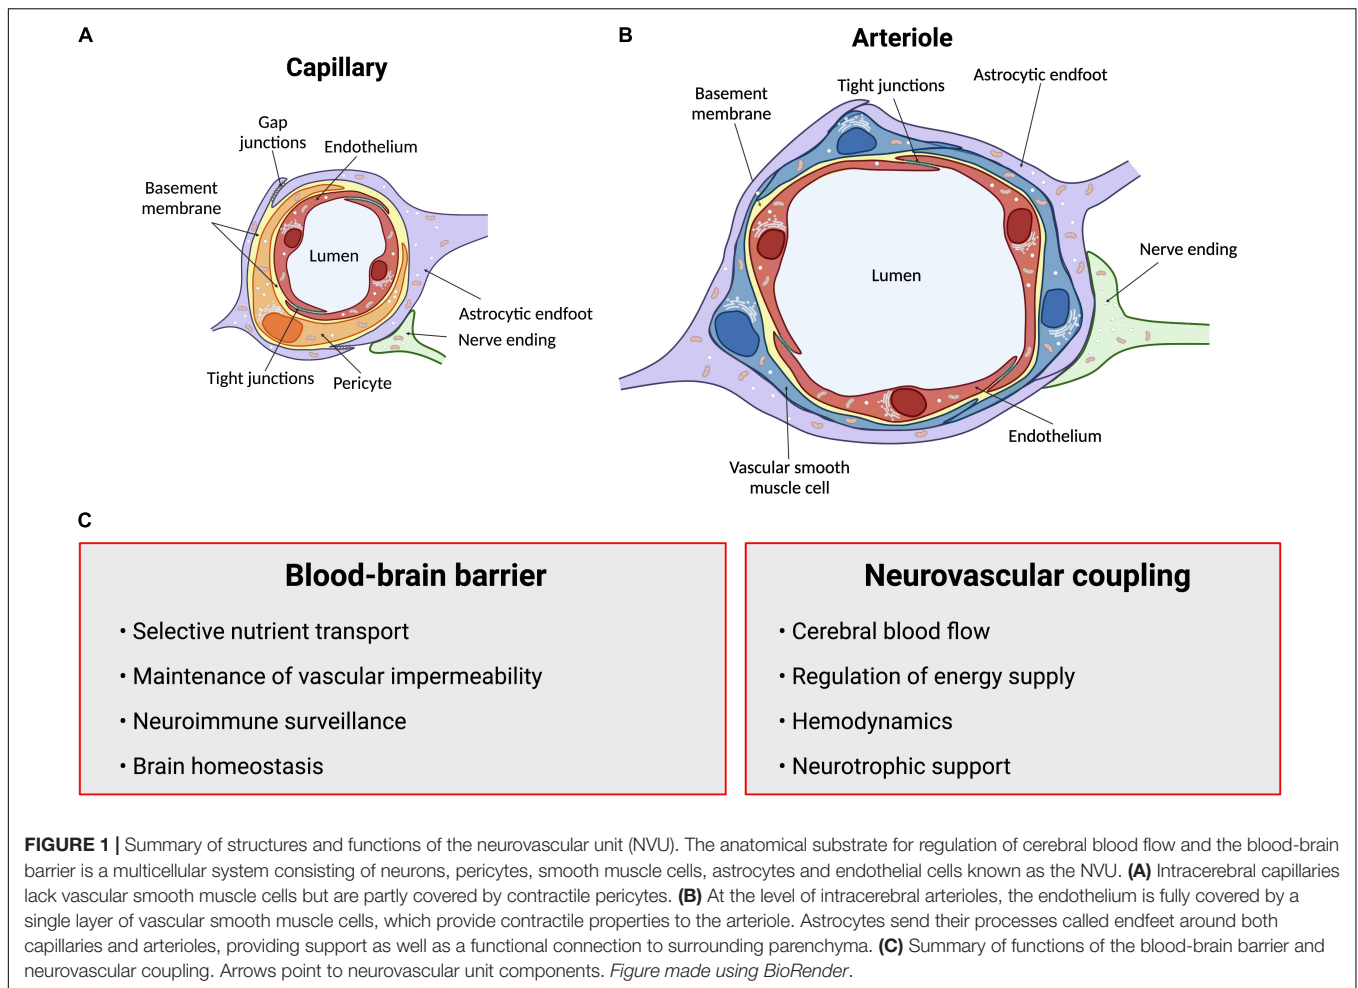 A
Capillary
Gap
junctions
Endothelium
Basement
membrane
Lumen
Astrocytic endfoot
Nerve ending
Tight junctions
Pericyte
B
Arteriole
Astrocytic endfoot
Tight junctions
Basement
membrane
Nerve ending
Lumen
Endothelium
Vascular smooth
muscle cell
C
Blood-brain barrier
• Selective nutrient transport
• Maintenance of vascular impermeability
• Neuroimmune surveillance
• Brain homeostasis
Neurovascular coupling
• Cerebral blood flow
• Regulation of energy supply
• Hemodynamics
• Neurotrophic support
FIGURE 1 | Summary of structures and functions of the neurovascular unit (NVU). The anatomical substrate for regulation of cerebral blood flow and the blood-brain
barrier is a multicellular system consisting of neurons, pericytes, smooth muscle cells, astrocytes and endothelial cells known as the NVU. (A) Intracerebral capillaries
lack vascular smooth muscle cells but are partly covered by contractile pericytes. (B) At the level of intracerebral arterioles, the endothelium is fully covered by a
single layer of vascular smooth muscle cells, which provide contractile properties to the arteriole. Astrocytes send their processes called endfeet around both
capillaries and arterioles, providing support as well as a functional connection to surrounding parenchyma. (C) Summary of functions of the blood-brain barrier and
neurovascular coupling. Arrows point to neurovascular unit components. Figure made using BioRender.